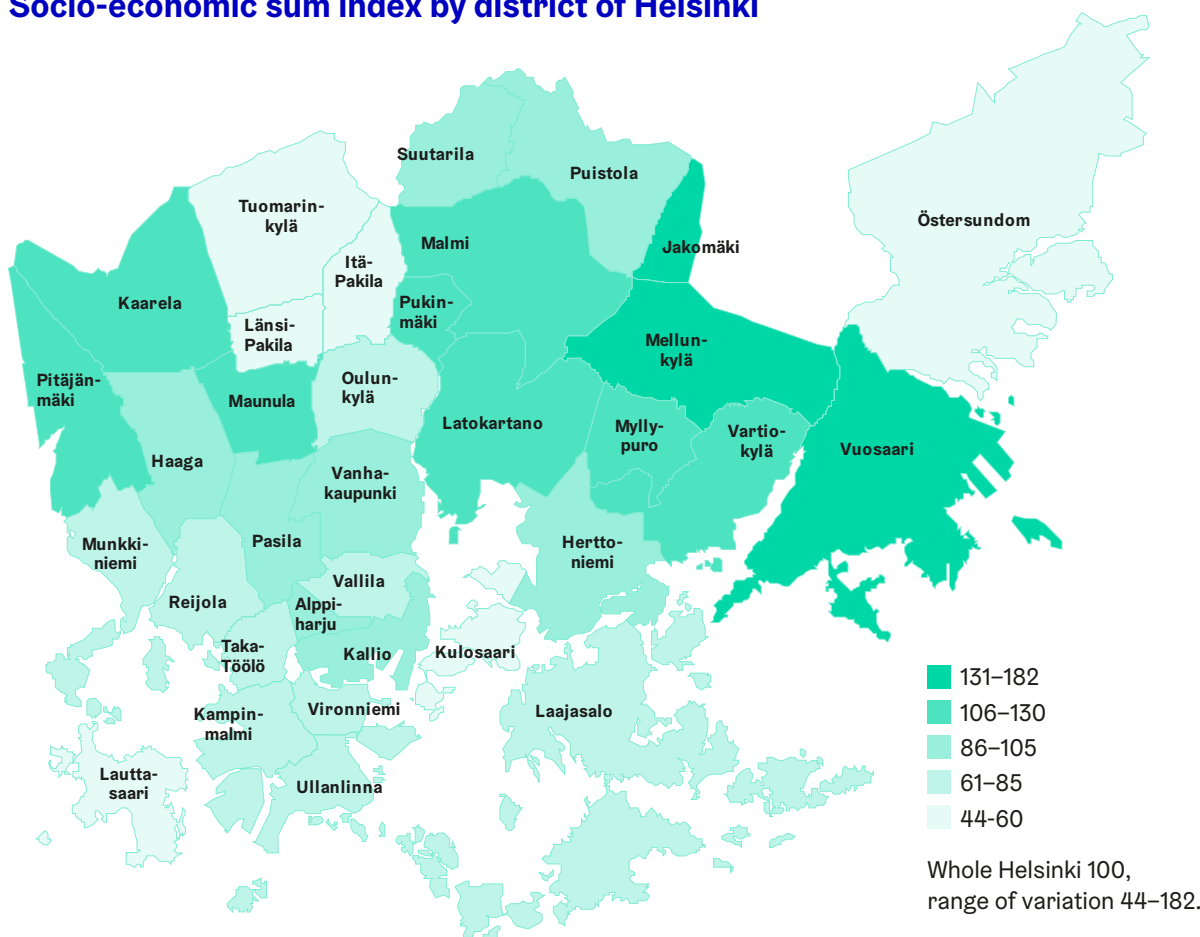 Socio-economic sum index by district of Helsinki
Suutarila
Puistola
Tuomarin-
kylä
Östersundom
Malmi
Jakomäki
Itä-
Pakila
Kaarela
Pukin-
mäki
Länsi-
Pakila
Mellun-
kylä
Pitäjän-
mäki
Oulun-
kylä
Maunula
Latokartano
Mylly-
puro
Vartio-
kylä
Vuosaari
Haaga
Vanha-
kaupunki
Munkki-
niemi
Pasila
Hertto-
niemi
Vallila
Reijola
Alppi-
harju
Taka-
Töölö
Kallio
Kulosaari
Kampin-
malmi
Vironniemi
Laajasalo
Lautta-
saari
Ullanlinna
131–182
106–130
86–105
61–85
44-60
Whole Helsinki 100,
range of variation 44–182.